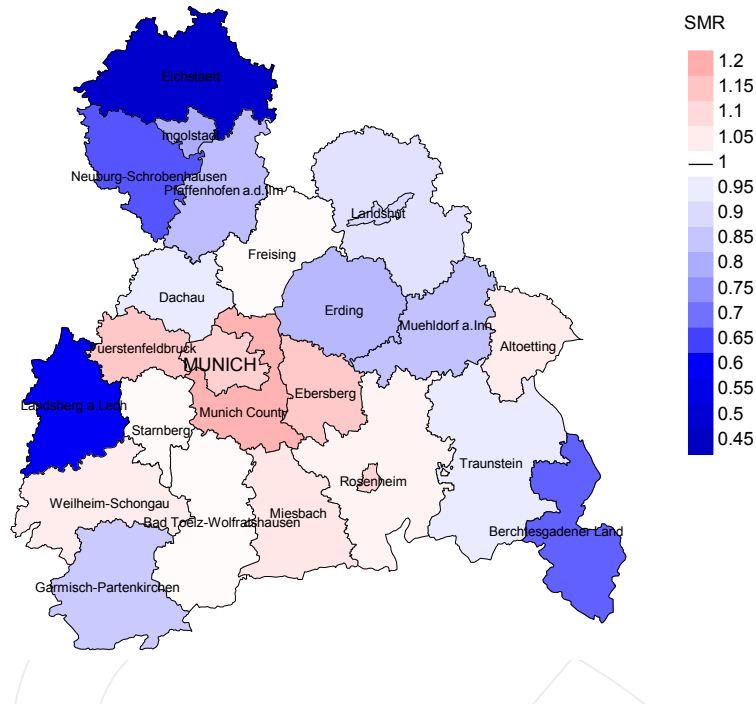 SMR
1.2
1.15
1.1
1.05
1
0.95
0.9
0.85
0.8
0.75
0.7
0.65
0.6
0.55
0.5
0.45
Eichstaett
Ingolstadt
Neuburg-Schrobenhausen
Pfaffenhofen a.d.Ilm
Landshut
Freising
Dachau
Erding
Muehldorf a.Inn
Altoetting
Fuerstenfeldbruck
MUNICH
Ebersberg
Landsberg a.Lech
Munich County
Starnberg
Traunstein
Rosenheim
Weilheim-Schongau
Miesbach
Bad Toelz-Wolfratshausen
Berchtesgadener Land
Garmisch-Partenkirchen